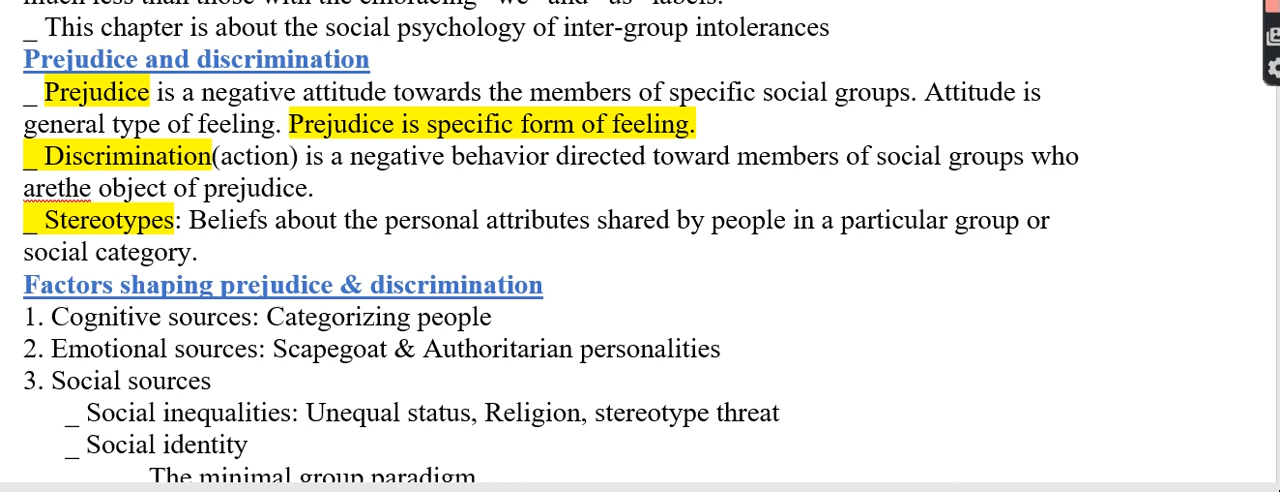 _ This chapter is about the social psychology of inter-group intolerances
Prejudice and discrimination
_ Prejudice is a negative attitude towards the members of specific social groups. Attitude is
general type of feeling. Prejudice is specific form of feeling.
_ Discrimination(action) is a negative behavior directed toward members of social groups who
arethe object of prejudice.
_ Stereotypes: Beliefs about the personal attributes shared by people in a particular group or
social category.
Factors shaping prejudice & discrimination
1. Cognitive sources: Categorizing people
2. Emotional sources: Scapegoat & Authoritarian personalities
3. Social sources
_ Social inequalities: Unequal status, Religion, stereotype threat
_ Social identity
The minimal group paradigm